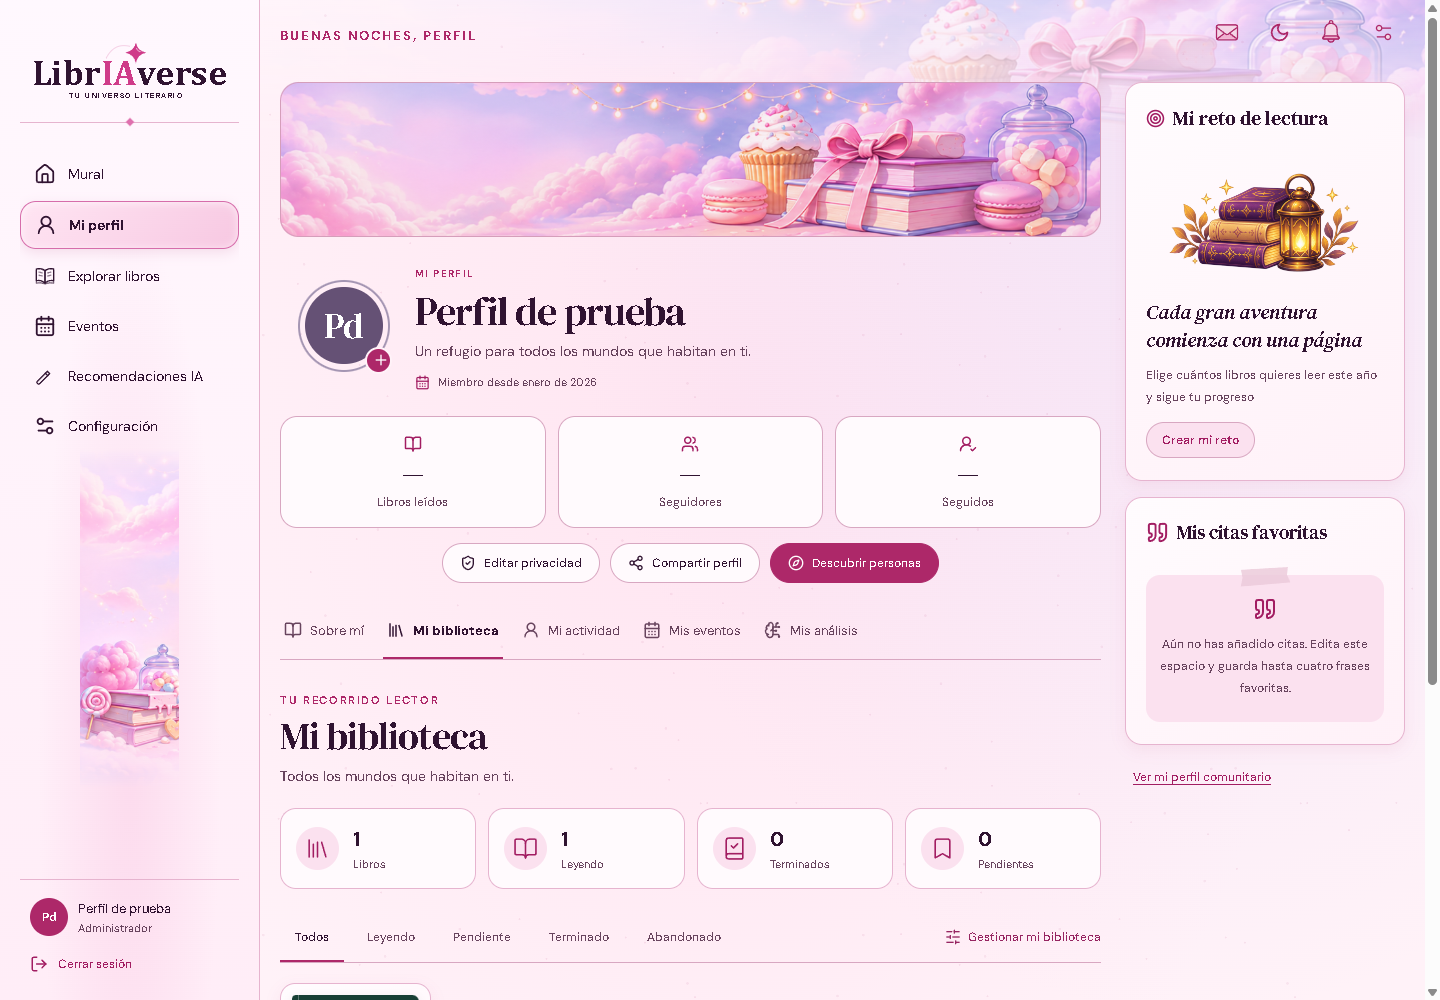 LibrIAverse
TU UNIVERSO LITERARIO
Mural
Mi perfil
Explorar libros
Eventos
Recomendaciones IA
Configuración
Perfil de prueba
Pd
Administrador
Cerrar sesión
BUENAS NOCHES, PERFIL
MI PERFIL
Pd
Perfil de prueba
Un refugio para todos los mundos que habitan en ti.
Miembro desde enero de 2026
—
Libros leídos
—
Seguidores
—
Seguidos
Editar privacidad
Compartir perfil
Descubrir personas
Sobre mí
Mi biblioteca
Mi actividad
Mis eventos
Mis análisis
TU RECORRIDO LECTOR
Mi biblioteca
Todos los mundos que habitan en ti.
1
Libros
1
Leyendo
0
Terminados
0
Pendientes
Todos
Leyendo
Pendiente
Terminado
Abandonado
Gestionar mi biblioteca
Mi reto de lectura
Cada gran aventura
comienza con una página
Elige cuántos libros quieres leer este año
y sigue tu progreso
Crear mi reto
Mis citas favoritas
Aún no has añadido citas. Edita este
espacio y guarda hasta cuatro frases
favoritas.
Ver mi perfil comunitario